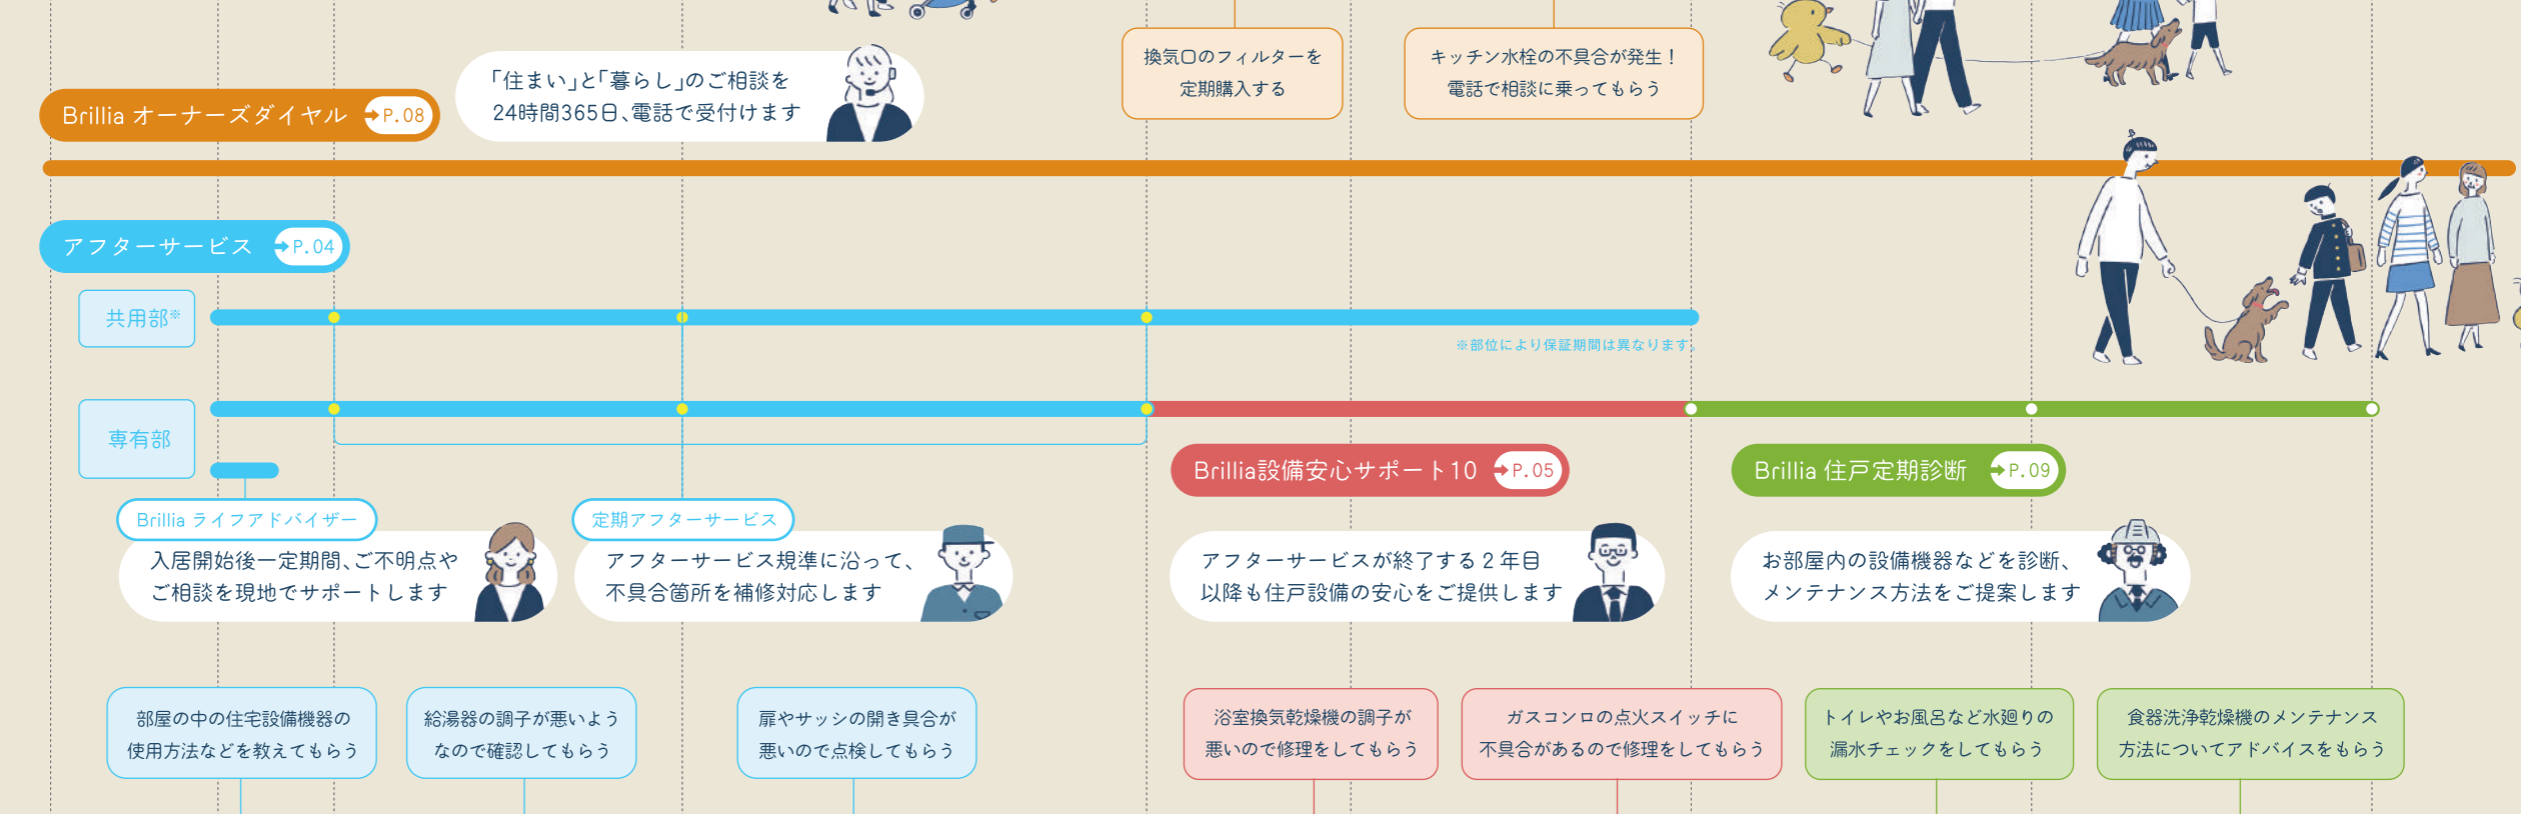 換気口のフィルターを
定期購入する
キッチン水栓の不具合が発生！
電話で相談に乗ってもらう
「住まい」と「暮らし」のご相談を
24時間365日、電話で受付けます
Brillia オーナーズダイヤル ➔P.08
アフターサービス ➔P.04
共用部※
※部位により保証期間は異なります。
専有部
Brillia設備安心サポート10 ➔P.05
Brillia 住戸定期診断 ➔P.09
Brillia ライフアドバイザー
入居開始後一定期間、ご不明点や
ご相談を現地でサポートします
定期アフターサービス
アフターサービス規準に沿って、
不具合箇所を補修対応します
アフターサービスが終了する２年目
以降も住戸設備の安心をご提供します
お部屋内の設備機器などを診断、
メンテナンス方法をご提案します
部屋の中の住宅設備機器の
使用方法などを教えてもらう
給湯器の調子が悪いよう
なので確認してもらう
扉やサッシの開き具合が
悪いので点検してもらう
浴室換気乾燥機の調子が
悪いので修理をしてもらう
ガスコンロの点火スイッチに
不具合があるので修理をしてもらう
トイレやお風呂など水廻りの
漏水チェックをしてもらう
食器洗浄乾燥機のメンテナンス
方法についてアドバイスをもらう